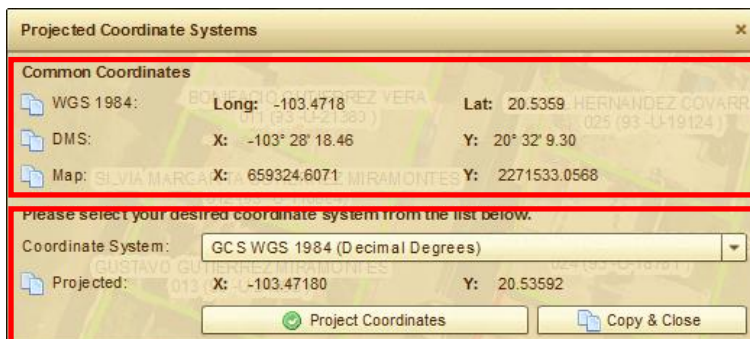 Projected Coordinate Systems
Common Coordinates
WGS 1984: Long: -103.4718 Lat: 20.5359
DMS: X: -103° 28' 18.46 Y: 20° 32' 9.30
Map: X: 659324.6071 Y: 2271533.0568
Please select your desired coordinate system from the list below.
Coordinate System: GCS WGS 1984 (Decimal Degrees)
Projected: X: -103.47180 Y: 20.53592
Project Coordinates Copy & Close